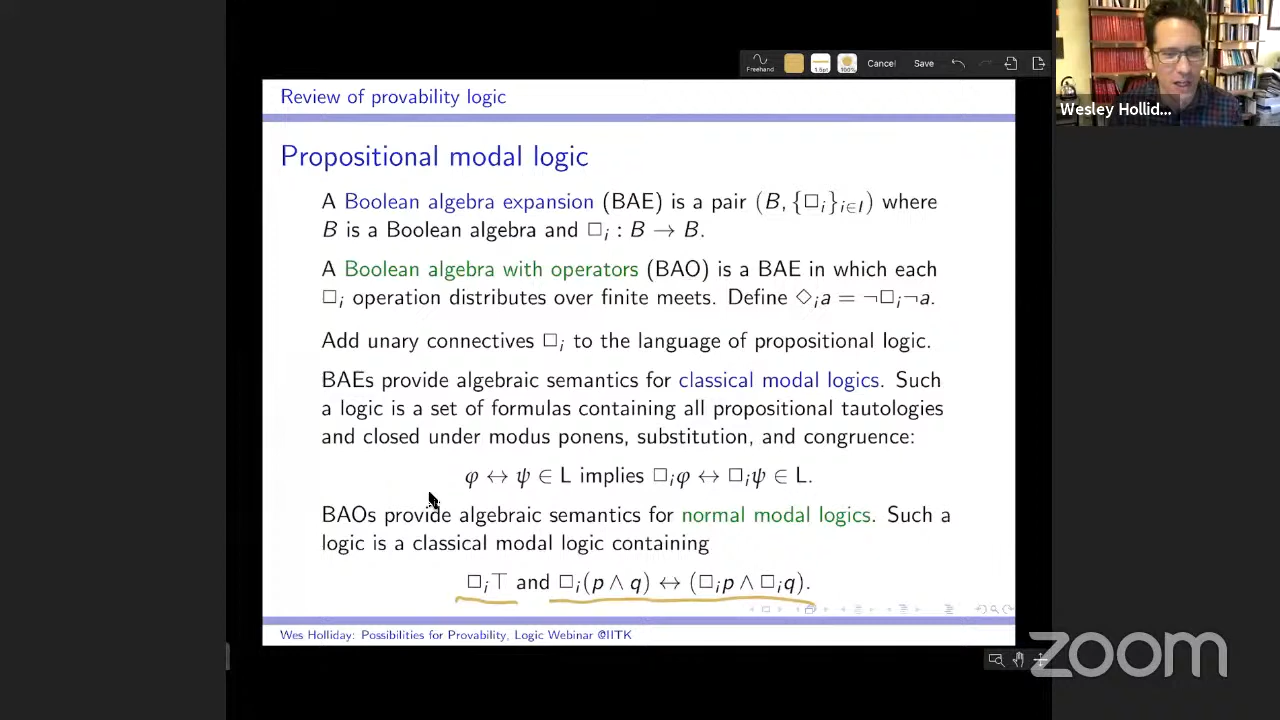 Freehand
1.5pt
100%
Cancel
Save
Review of provability logic
Wesley Hollid...
Propositional modal logic
A Boolean algebra expansion (BAE) is a pair (B, {□ᵢ}ᵢ∈I) where
B is a Boolean algebra and □ᵢ : B → B.
A Boolean algebra with operators (BAO) is a BAE in which each
□ᵢ operation distributes over finite meets. Define ◇ᵢa = ¬□ᵢ¬a.
Add unary connectives □ᵢ to the language of propositional logic.
BAEs provide algebraic semantics for classical modal logics. Such
a logic is a set of formulas containing all propositional tautologies
and closed under modus ponens, substitution, and congruence:
φ ↔ ψ ∈ L implies □ᵢφ ↔ □ᵢψ ∈ L.
BAOs provide algebraic semantics for normal modal logics. Such a
logic is a classical modal logic containing
□ᵢ⊤ and □ᵢ(p ∧ q) ↔ (□ᵢp ∧ □ᵢq).
Wes Holliday: Possibilities for Provability, Logic Webinar @IITK
zoom